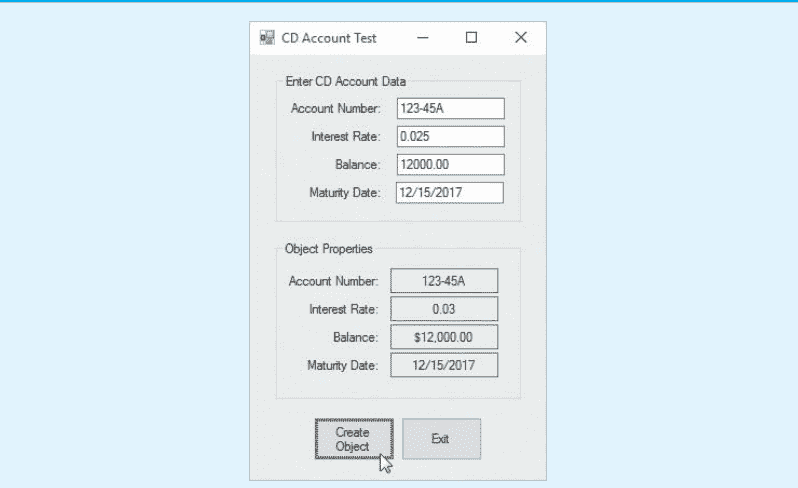 CD Account Test
Enter CD Account Data
Account Number: 123-45A
Interest Rate: 0.025
Balance: 12000.00
Maturity Date: 12/15/2017
Object Properties
Account Number: 123-45A
Interest Rate: 0.03
Balance: $12,000.00
Maturity Date: 12/15/2017
Create
Object
Exit